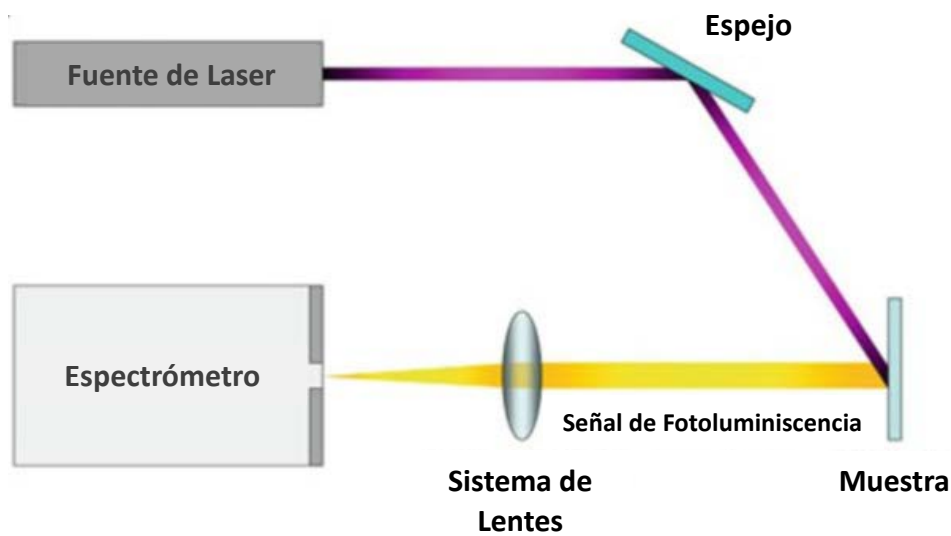 Espejo
Fuente de Laser
Espectrómetro
Señal de Fotoluminiscencia
Sistema de
Lentes
Muestra